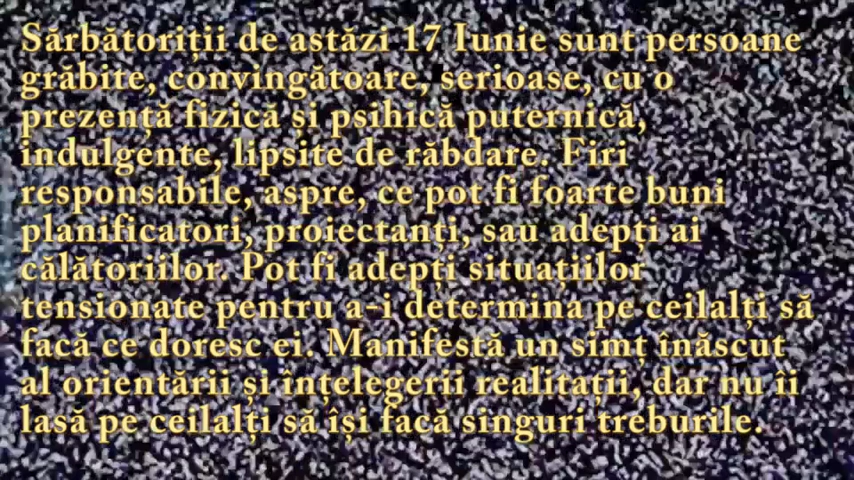 Sărbătoriții de astăzi 17 Iunie sunt persoane
grăbite, convingătoare, serioase, cu o
prezență fizică și psihică puternică,
indulgente, lipsite de răbdare. Firi
responsabile, aspre, ce pot fi foarte buni
planificatori, proiectanți, sau adepți ai
călătoriilor. Pot fi adepți situațiilor
tensionate pentru a-i determina pe ceilalți să
facă ce doresc ei. Manifestă un simț înăscut
al orientării și înțelegerii realitații, dar nu îi
lasă pe ceilalți să își facă singuri treburile.